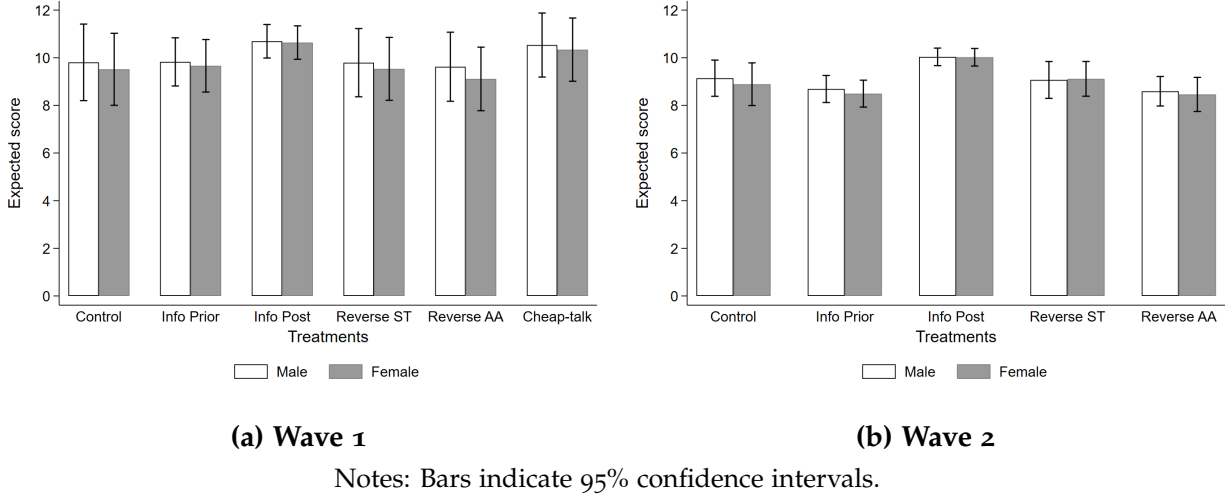 12
10
8
6
4
2
0
Expected score
Control Info Prior Info Post Reverse ST Reverse AA Cheap-talk
Treatments
Male Female
(a) Wave 1
12
10
8
6
4
2
0
Expected score
Control Info Prior Info Post Reverse ST Reverse AA
Treatments
Male Female
(b) Wave 2
Notes: Bars indicate 95% confidence intervals.